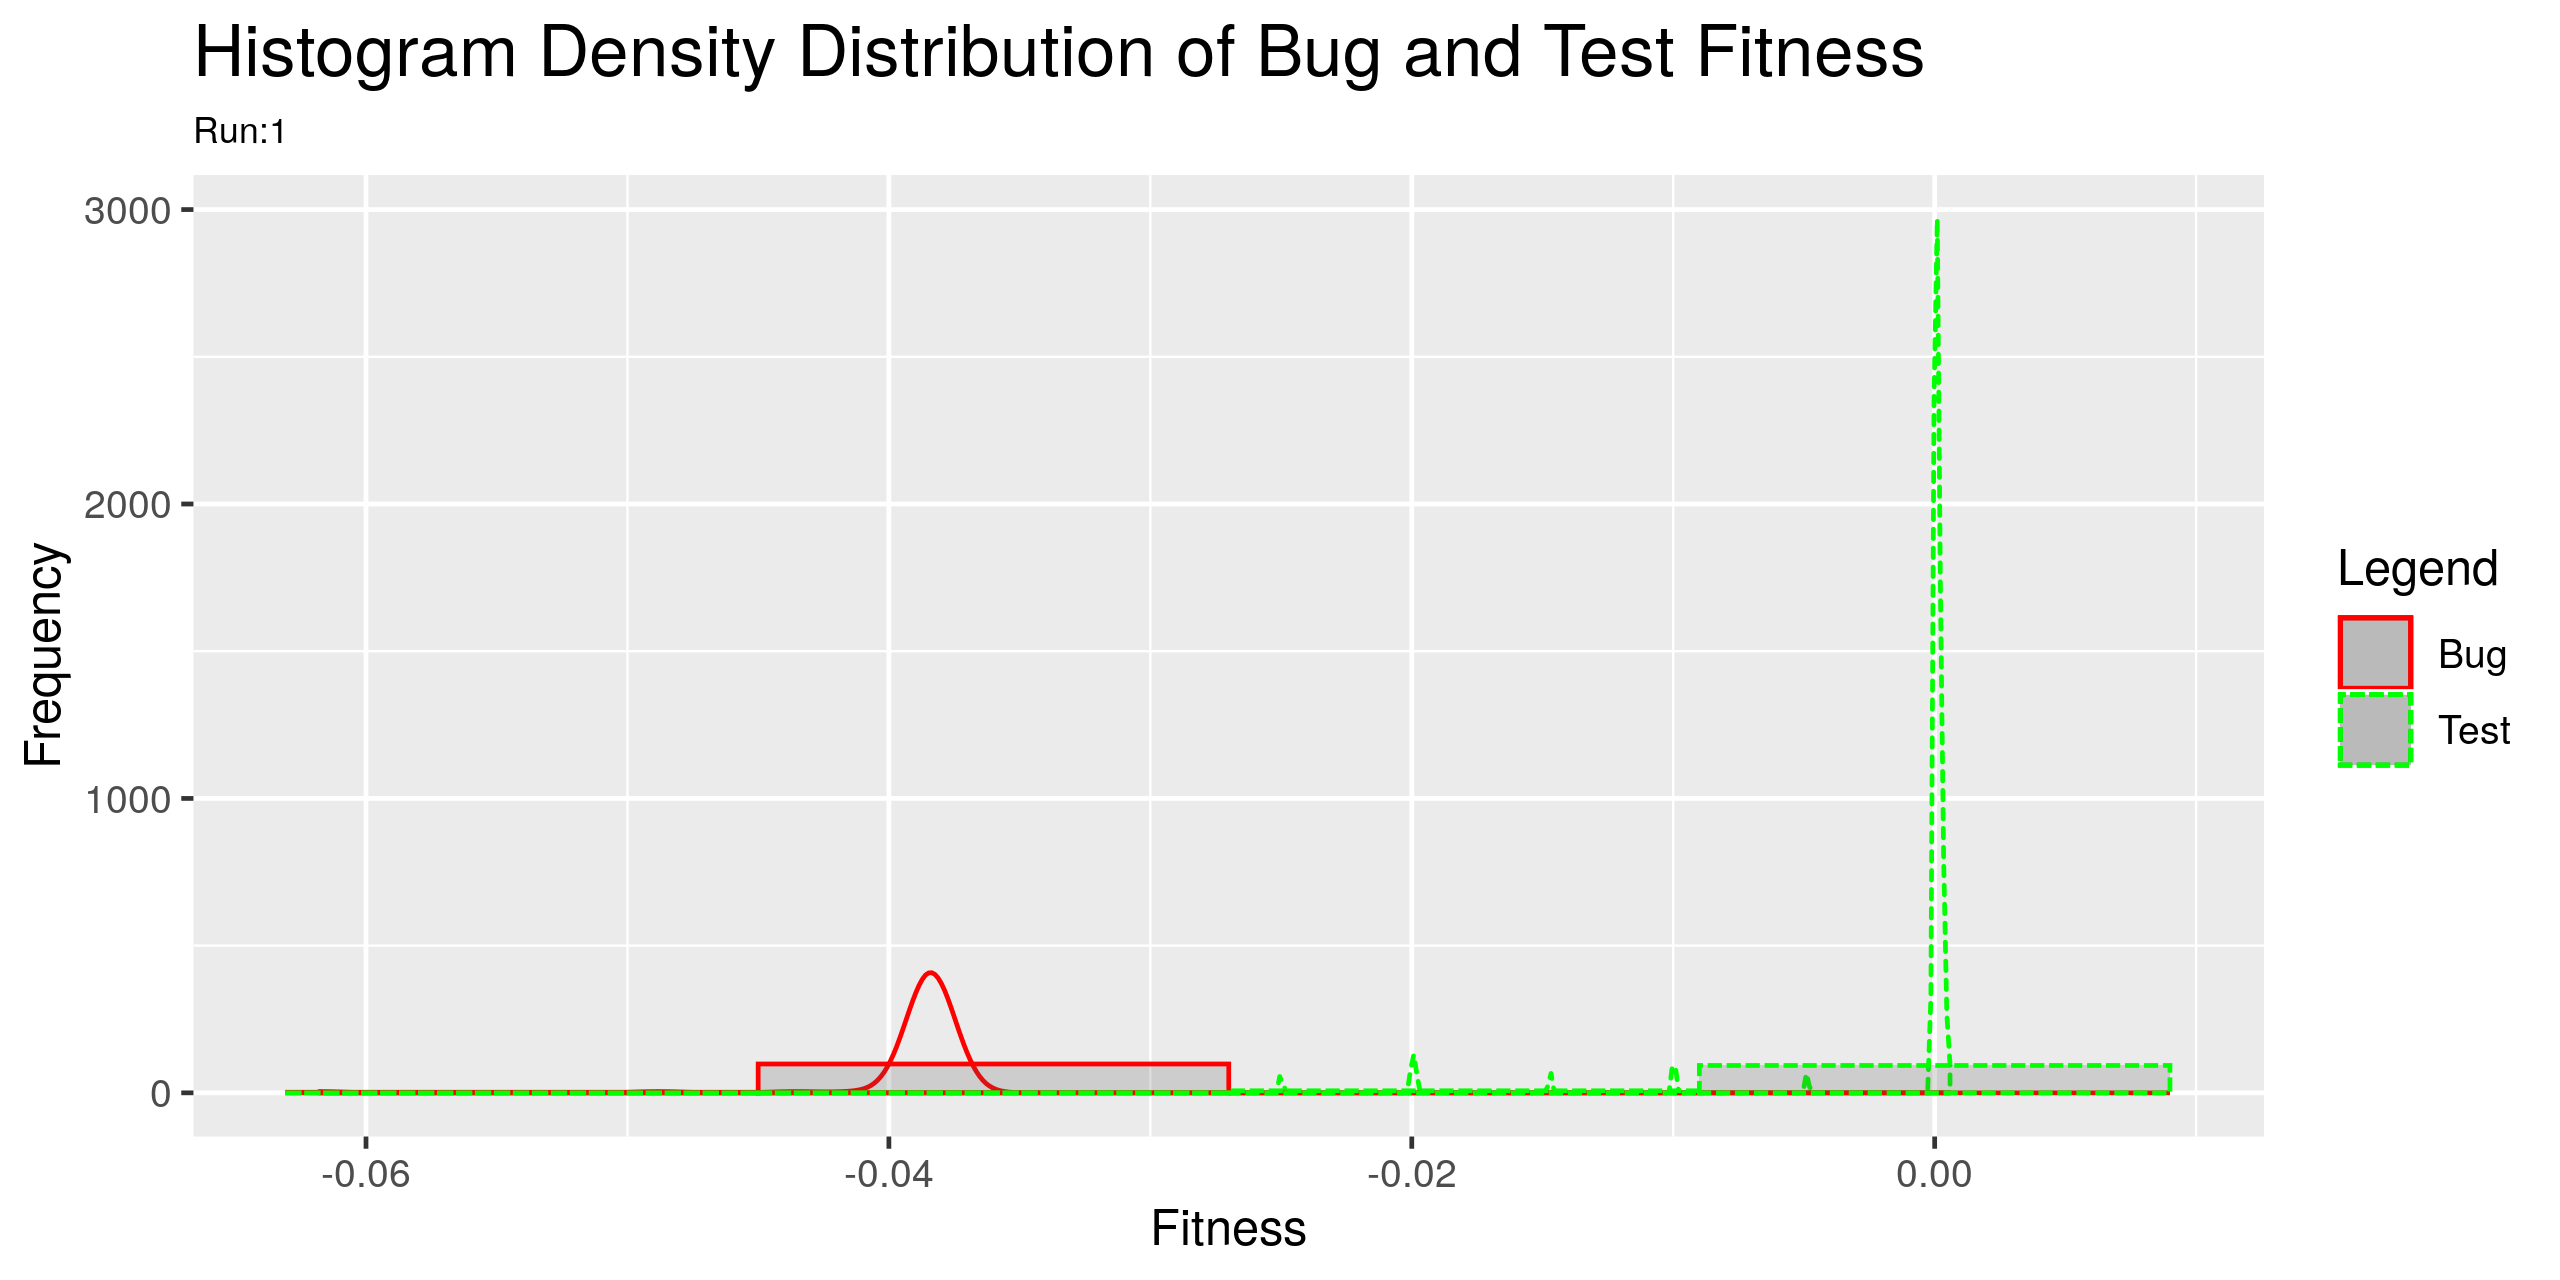 Histogram Density Distribution of Bug and Test Fitness
Run:1
3000
2000
1000
0
Frequency
-0.06
-0.04
-0.02
0.00
Fitness
Legend
Bug
Test